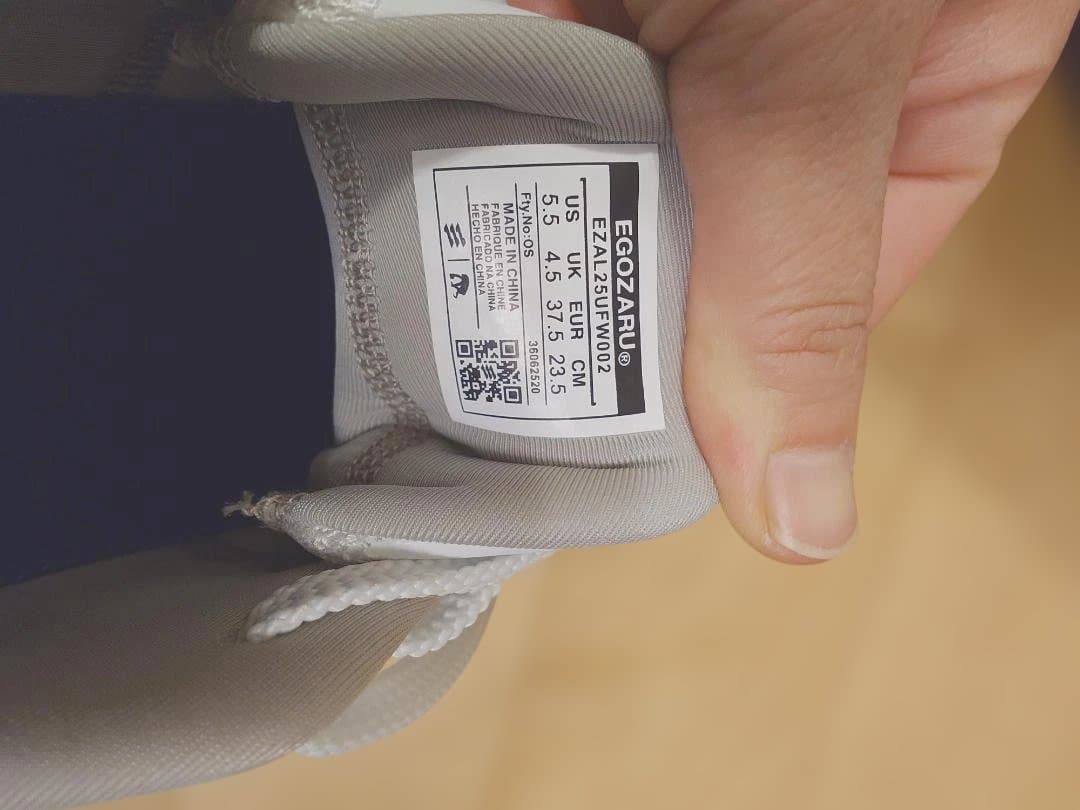 EGOZARU®
EZAL25UFW002
US UK EUR CM
5.5 4.5 37.5 23.5
Fty.No:OS 36062520
MADE IN CHINA
FABRIQUE EN CHINE
FABRICADO NA CHINA
HECHO EN CHINA